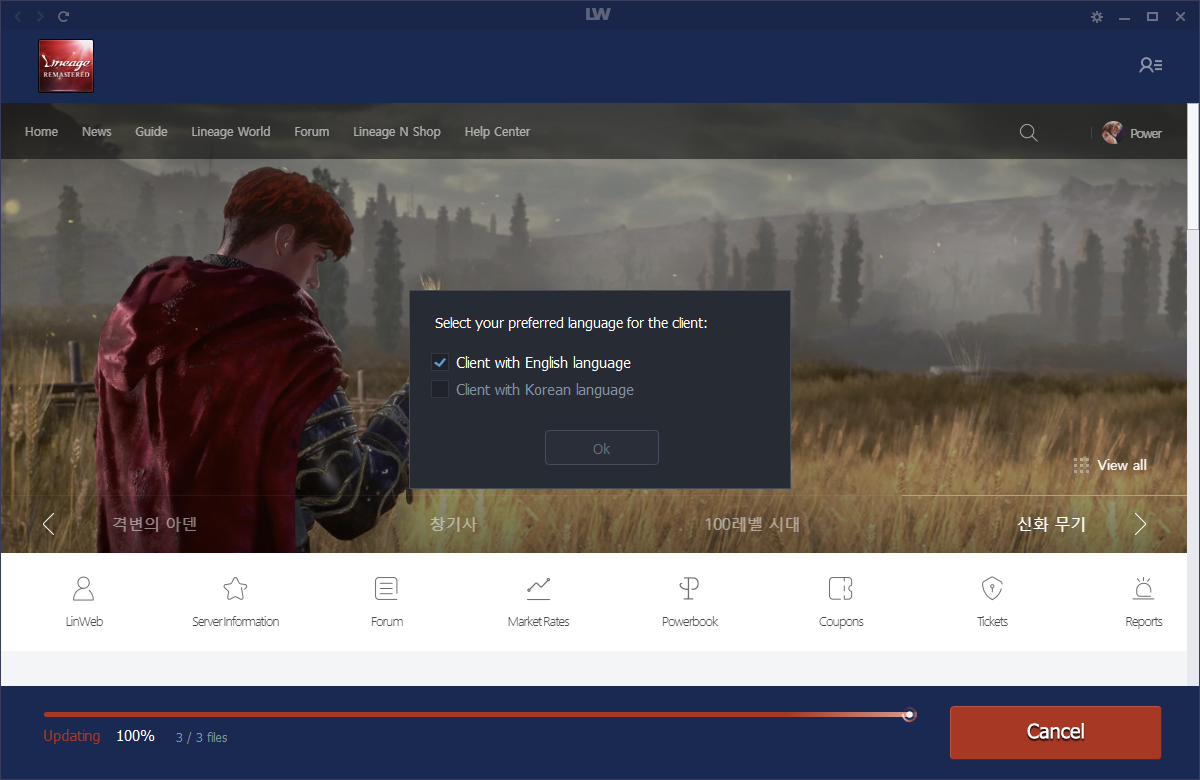 LW
Lineage
REMASTERED
Home News Guide Lineage World Forum Lineage N Shop Help Center Power
Select your preferred language for the client:
Client with English language
Client with Korean language
Ok
View all
격변의 아덴 창기사 100레벨 시대 신화 무기
LinWeb Server Information Forum Market Rates Powerbook Coupons Tickets Reports
Updating 100% 3 / 3 files
Cancel